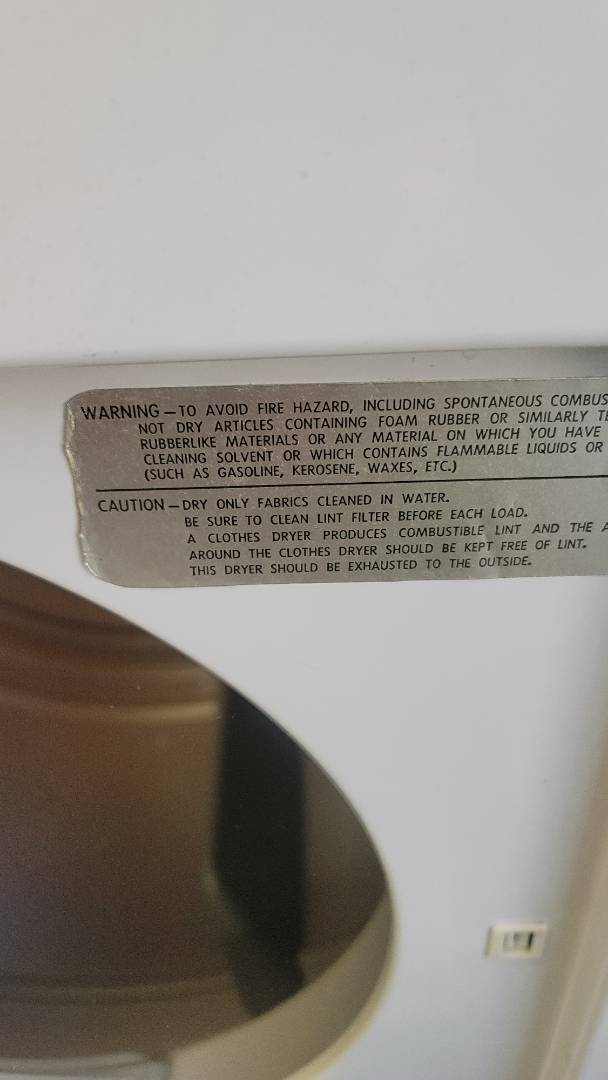 WARNING – TO AVOID FIRE HAZARD, INCLUDING SPONTANEOUS COMBUS
NOT DRY ARTICLES CONTAINING FOAM RUBBER OR SIMILARLY TE
RUBBERLIKE MATERIALS OR ANY MATERIAL ON WHICH YOU HAVE
CLEANING SOLVENT OR WHICH CONTAINS FLAMMABLE LIQUIDS OR
(SUCH AS GASOLINE, KEROSENE, WAXES, ETC.)
CAUTION – DRY ONLY FABRICS CLEANED IN WATER.
BE SURE TO CLEAN LINT FILTER BEFORE EACH LOAD.
A CLOTHES DRYER PRODUCES COMBUSTIBLE LINT AND THE A
AROUND THE CLOTHES DRYER SHOULD BE KEPT FREE OF LINT.
THIS DRYER SHOULD BE EXHAUSTED TO THE OUTSIDE.